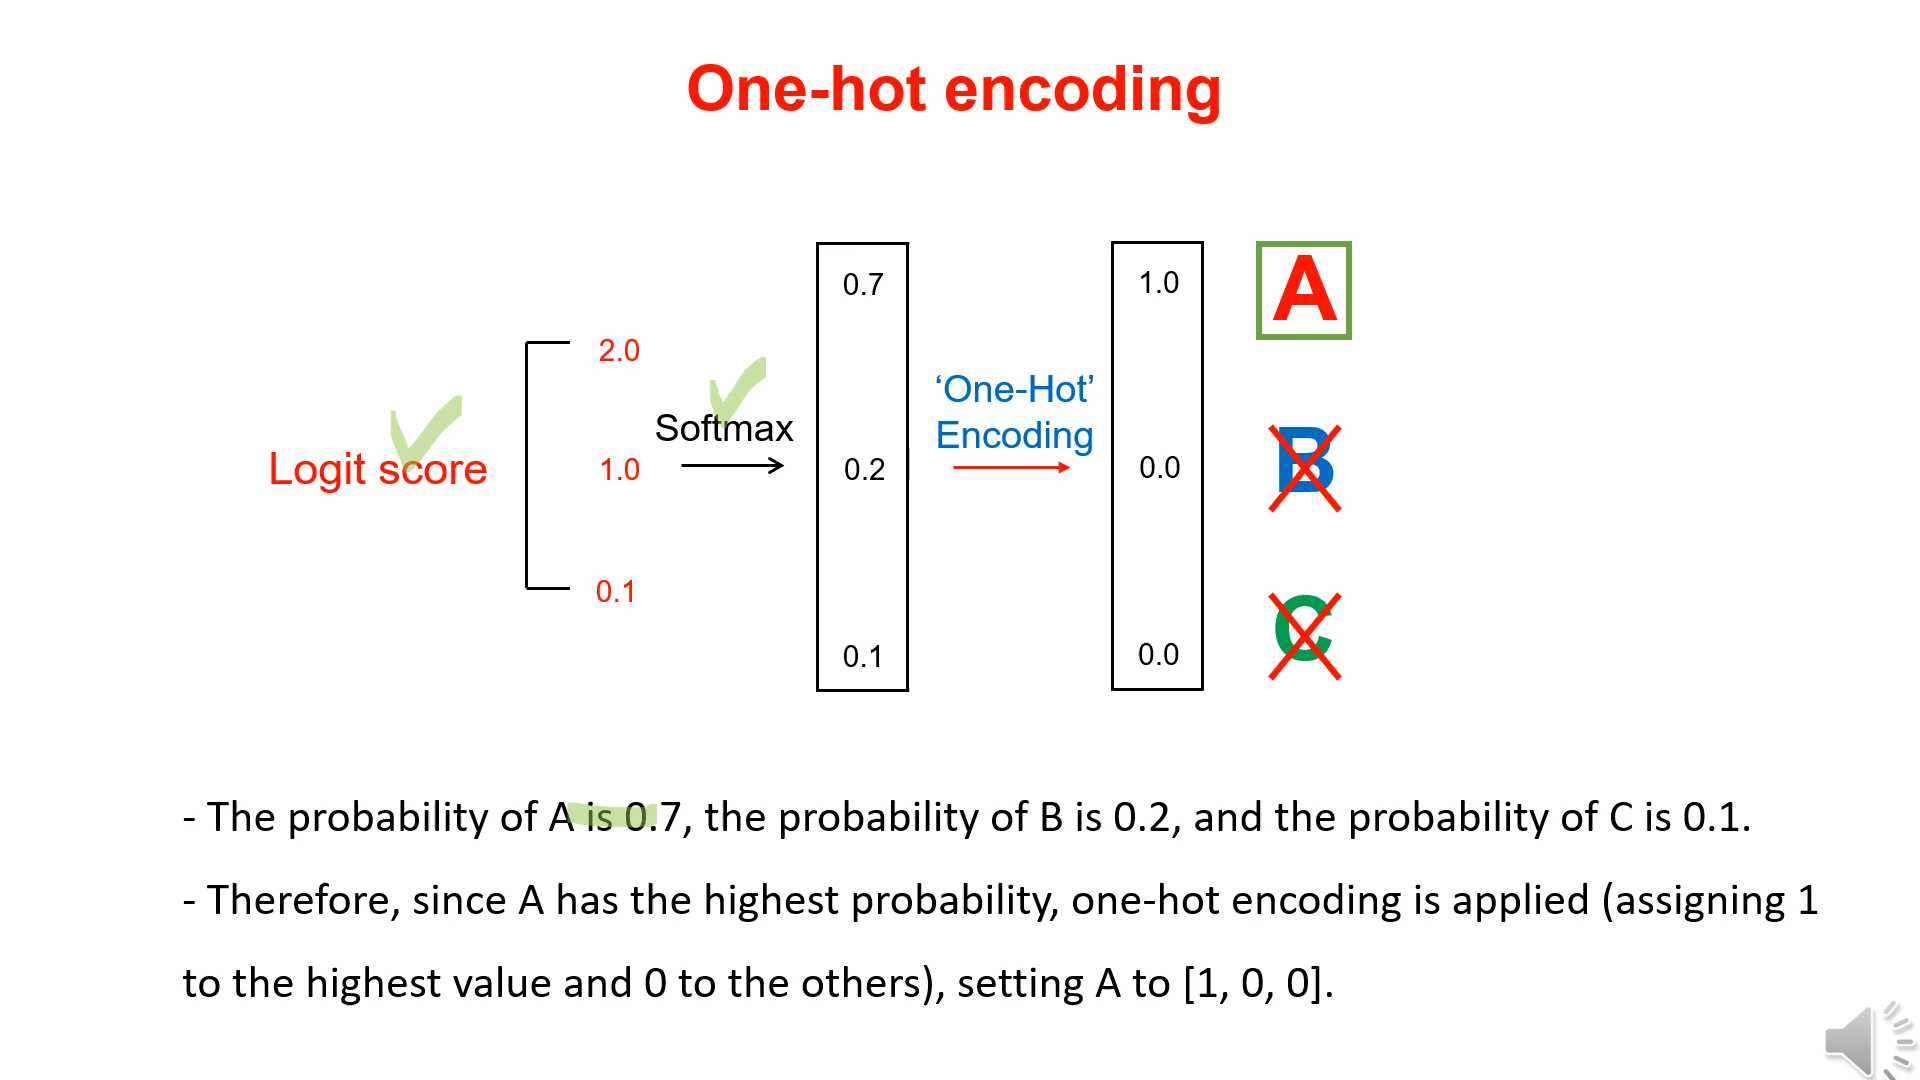 One-hot encoding
Logit score
2.0
1.0
0.1
Softmax
0.7
0.2
0.1
‘One-Hot’
Encoding
1.0
0.0
0.0
A
B
C
- The probability of A is 0.7, the probability of B is 0.2, and the probability of C is 0.1.
- Therefore, since A has the highest probability, one-hot encoding is applied (assigning 1
to the highest value and 0 to the others), setting A to [1, 0, 0].